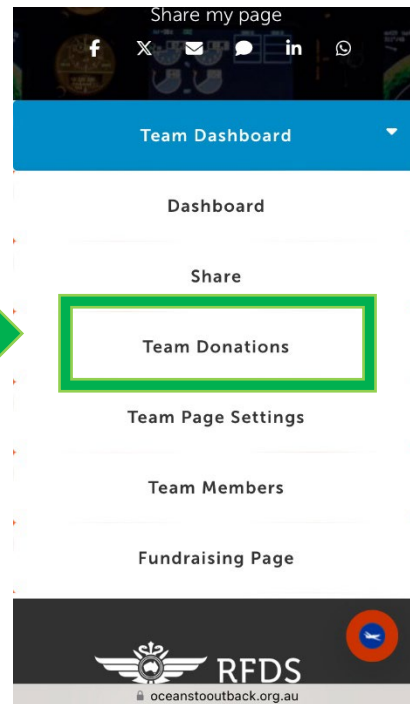 Share my page
Team Dashboard
Dashboard
Share
Team Donations
Team Page Settings
Team Members
Fundraising Page
RFDS
oceanstooutback.org.au